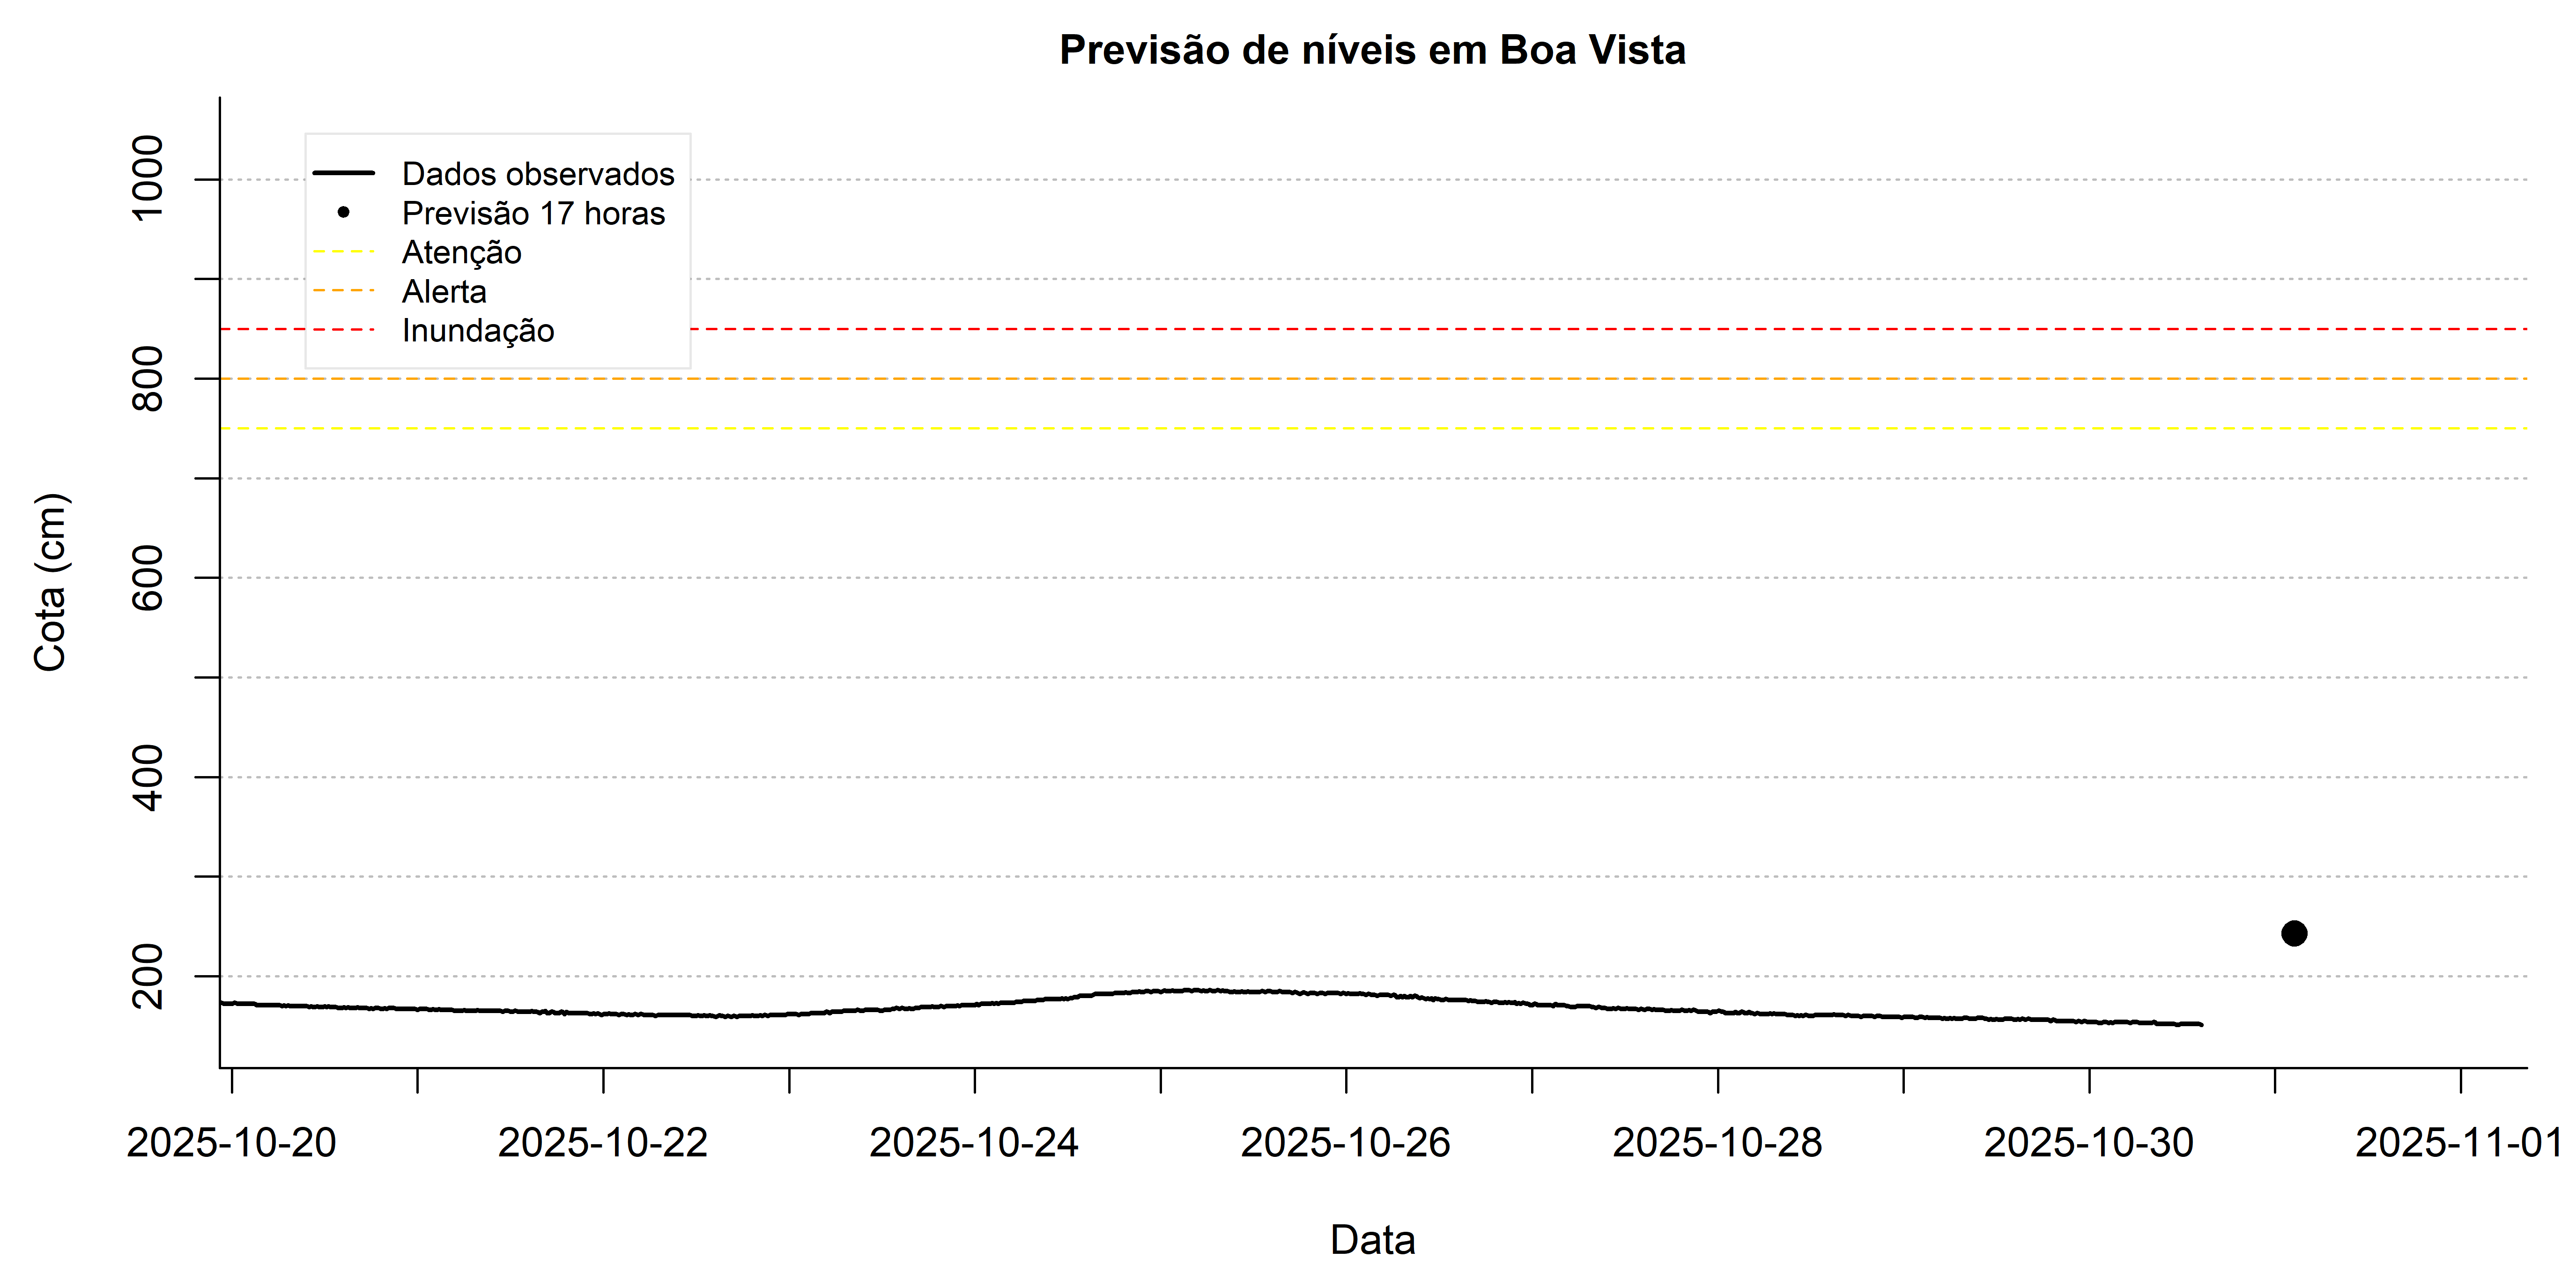 Previsão de níveis em Boa Vista
Dados observados
Previsão 17 horas
Atenção
Alerta
Inundação
Cota (cm)
1000
800
600
400
200
2025-10-20
2025-10-22
2025-10-24
2025-10-26
2025-10-28
2025-10-30
2025-11-01
Data